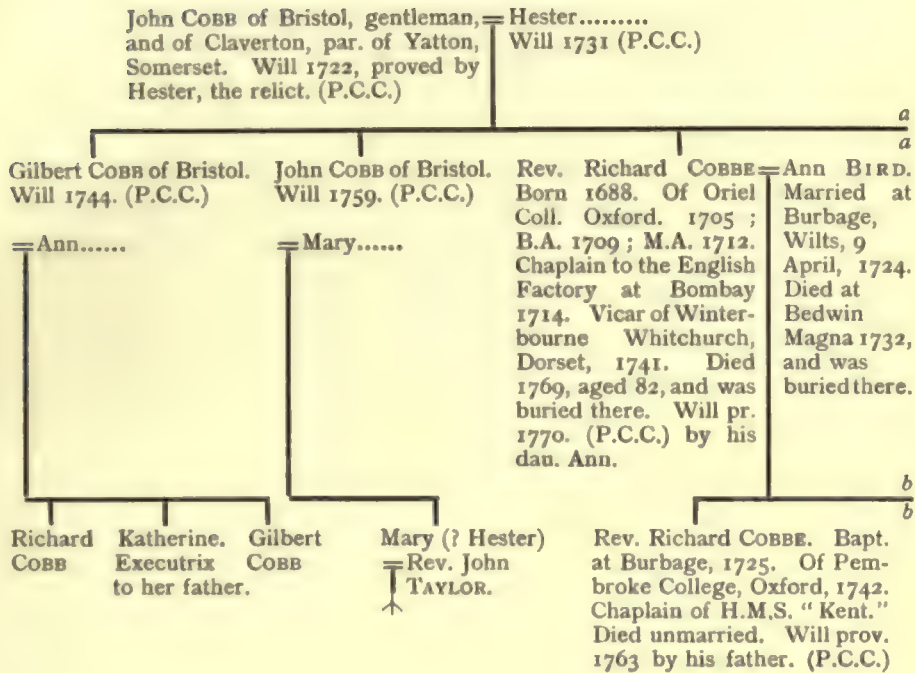 John COBB of Bristol, gentleman,
and of Claverton, par. of Yatton,
Somerset. Will 1722, proved by
Hester, the relict. (P.C.C.)
= Hester.........
Will 1731 (P.C.C.)
a
a
Gilbert COBB of Bristol.
Will 1744. (P.C.C.)
= Ann......
John COBB of Bristol.
Will 1759. (P.C.C.)
= Mary......
Rev. Richard COBBE
Born 1688. Of Oriel
Coll. Oxford. 1705 ;
B.A. 1709 ; M.A. 1712.
Chaplain to the English
Factory at Bombay
1714. Vicar of Winter-
bourne Whitchurch,
Dorset, 1741. Died
1769, aged 82, and was
buried there. Will pr.
1770. (P.C.C.) by his
dau. Ann.
= Ann BIRD.
Married at
Burbage,
Wilts, 9
April, 1724.
Died at
Bedwin
Magna 1732,
and was
buried there.
b
b
Richard
COBB
Katherine.
Executrix
to her father.
Gilbert
COBB
Mary (? Hester)
= Rev. John
TAYLOR.
Rev. Richard COBBE. Bapt.
at Burbage, 1725. Of Pem-
broke College, Oxford, 1742.
Chaplain of H.M.S. "Kent."
Died unmarried. Will prov.
1763 by his father. (P.C.C.)